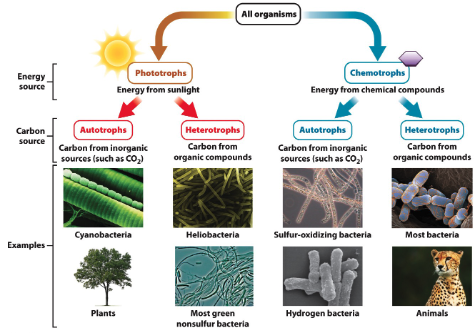 All organisms
Energy
source
Phototrophs
Energy from sunlight
Chemotrophs
Energy from chemical compounds
Carbon
source
Autotrophs
Carbon from inorganic
sources (such as CO₂)
Heterotrophs
Carbon from
organic compounds
Autotrophs
Carbon from inorganic
sources (such as CO₂)
Heterotrophs
Carbon from
organic compounds
Examples
Cyanobacteria
Heliobacteria
Sulfur-oxidizing bacteria
Most bacteria
Plants
Most green
nonsulfur bacteria
Hydrogen bacteria
Animals